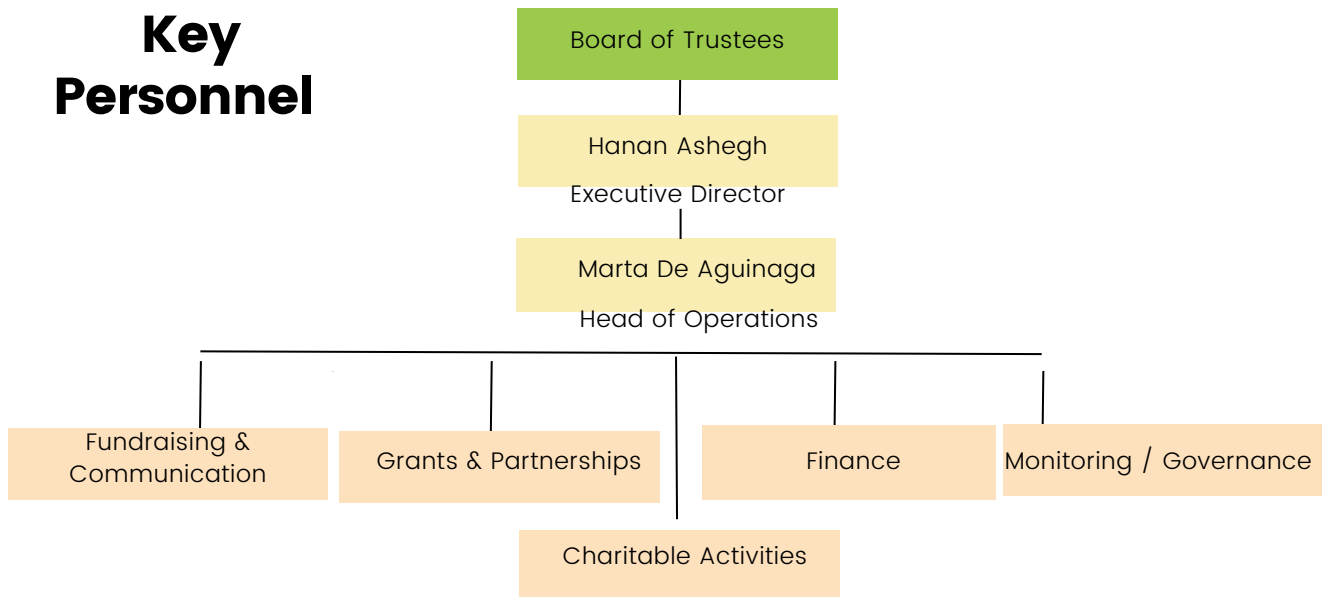 Key
Personnel
Board of Trustees
Hanan Ashegh
Executive Director
Marta De Aguinaga
Head of Operations
Fundraising &
Communication
Grants & Partnerships
Finance
Monitoring / Governance
Charitable Activities